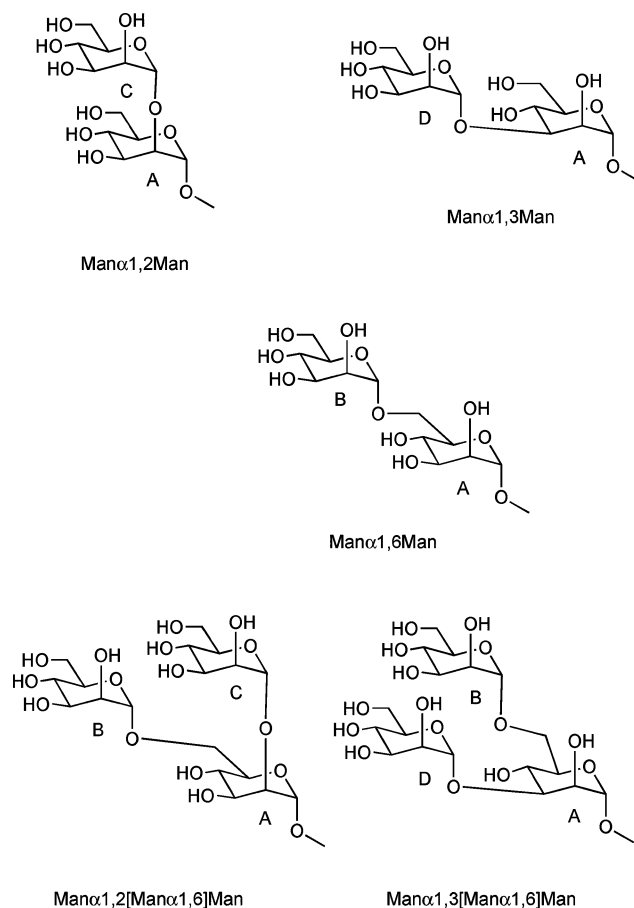 HO OH
HO O
HO
C O
HO
HO O
HO
A O
Manα1,2Man
HO OH
HO O
HO
D O
HO OH
HO O
A O
Manα1,3Man
HO OH
HO O
HO
B O
OH
HO O
HO
A O
Manα1,6Man
HO OH
HO O
HO
C
HO OH
HO O
HO
B O
O
HO O
HO
A O
Manα1,2[Manα1,6]Man
HO OH
HO O
HO
B O
HO OH
HO O
HO
D O
OH
HO O
A O
Manα1,3[Manα1,6]Man